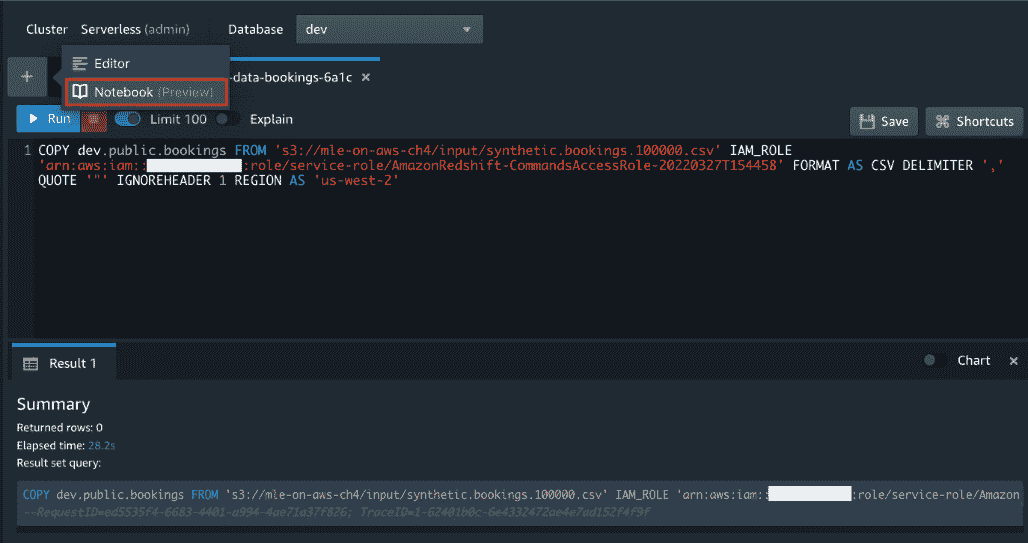 Cluster Serverless (admin) Database dev
Editor
+ -data-bookings-6a1c ×
Notebook (Preview)
Run Limit 100 Explain Save Shortcuts
1 COPY dev.public.bookings FROM 's3://mle-on-aws-ch4/input/synthetic.bookings.100000.csv' IAM_ROLE
'arn:aws:iam:: :role/service-role/AmazonRedshift-CommandsAccessRole-20220327T154458' FORMAT AS CSV DELIMITER ','
QUOTE '"' IGNOREHEADER 1 REGION AS 'us-west-2'
Result 1 Chart ×
Summary
Returned rows: 0
Elapsed time: 28.2s
Result set query:
COPY dev.public.bookings FROM 's3://mle-on-aws-ch4/input/synthetic.bookings.100000.csv' IAM_ROLE 'arn:aws:iam:: :role/service-role/Amazon
--RequestID=ed5535f4-6683-4401-a994-4ae71a37f826; TraceID=1-62401b0c-6e4332472ae4e7ad152f4f9f